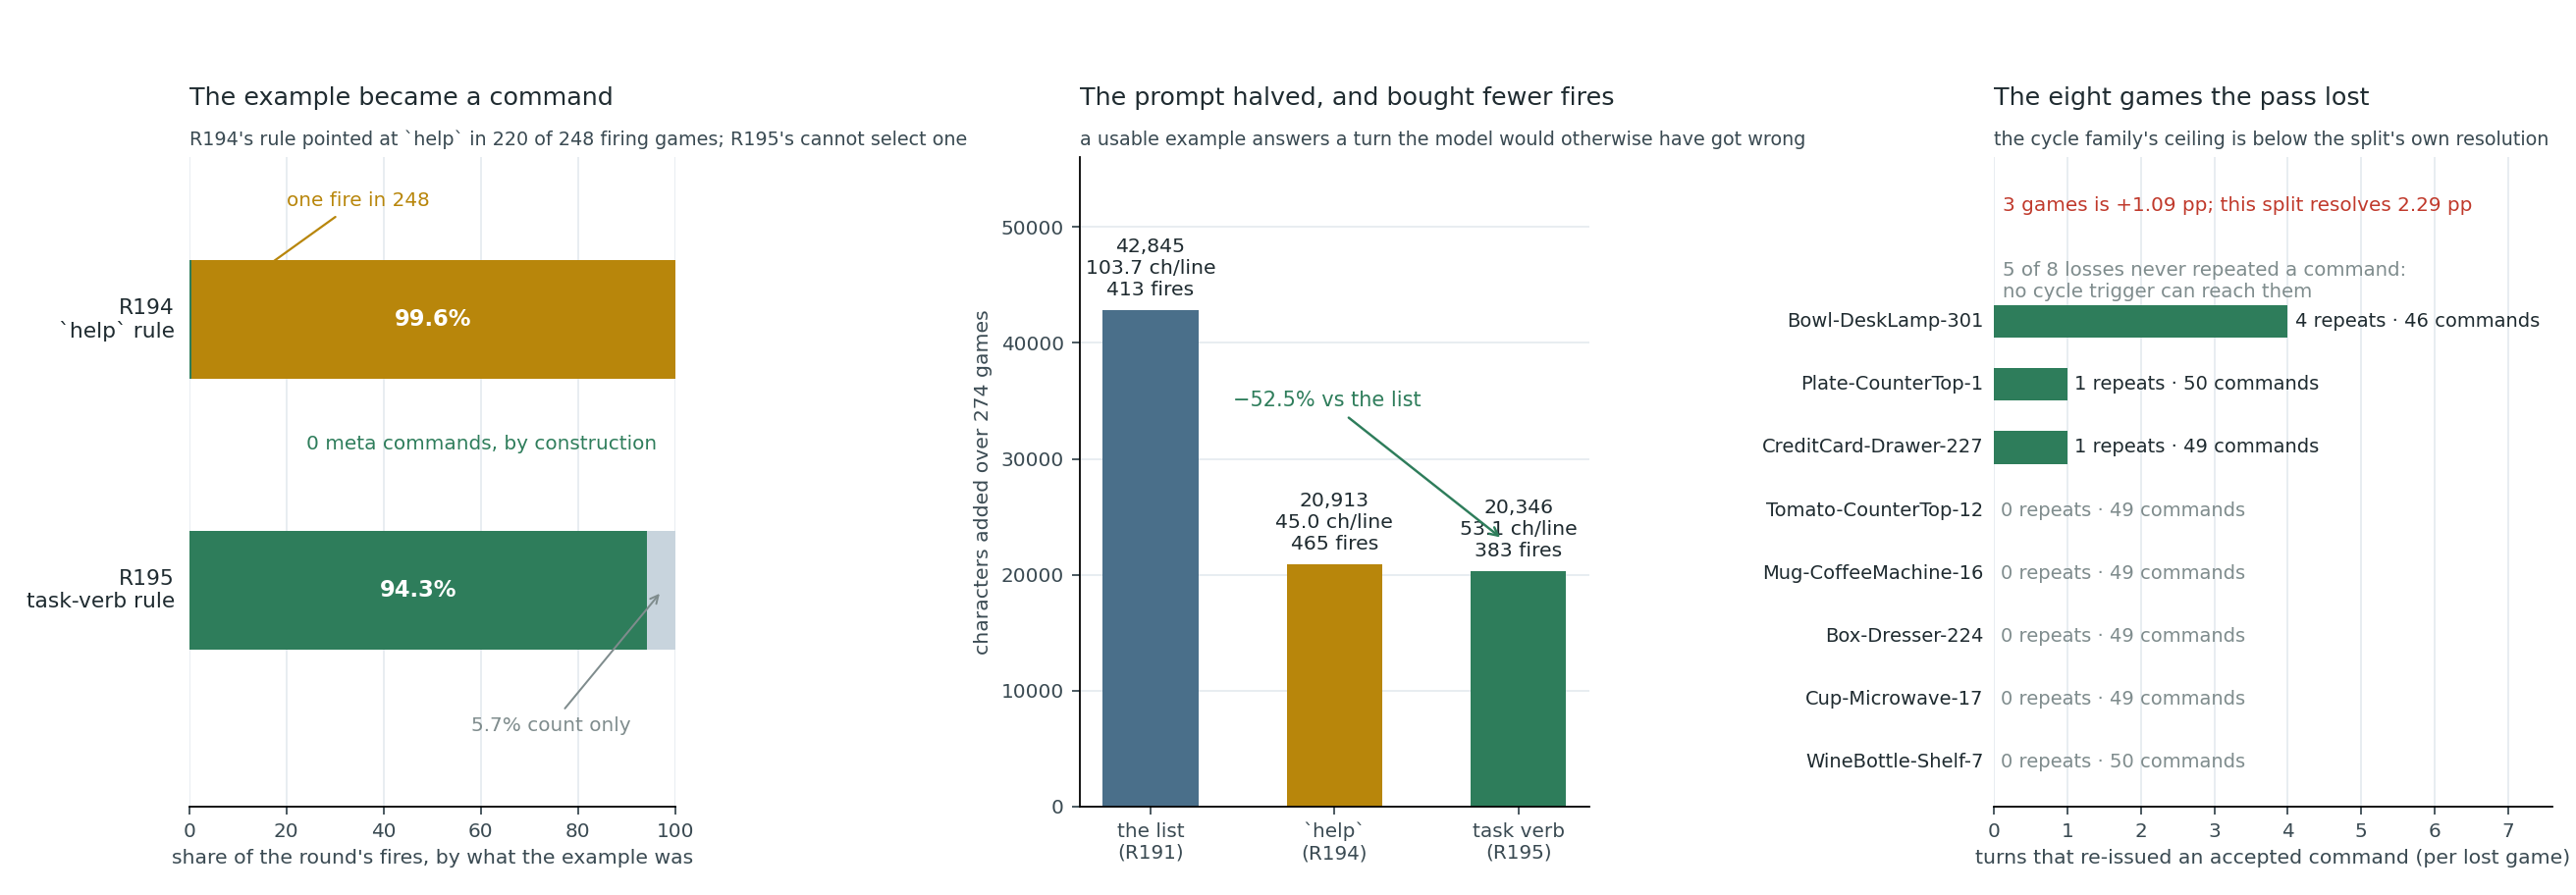 The example became a command
R194's rule pointed at `help` in 220 of 248 firing games; R195's cannot select one
one fire in 248
R194
`help` rule
99.6%
0 meta commands, by construction
R195
task-verb rule
94.3%
5.7% count only
0 20 40 60 80 100
share of the round's fires, by what the example was
The prompt halved, and bought fewer fires
a usable example answers a turn the model would otherwise have got wrong
characters added over 274 games
50000
40000
30000
20000
10000
0
42,845
103.7 ch/line
413 fires
−52.5% vs the list
20,913
45.0 ch/line
465 fires
20,346
53.1 ch/line
383 fires
the list
(R191)
`help`
(R194)
task verb
(R195)
The eight games the pass lost
the cycle family's ceiling is below the split's own resolution
3 games is +1.09 pp; this split resolves 2.29 pp
5 of 8 losses never repeated a command:
no cycle trigger can reach them
Bowl-DeskLamp-301 4 repeats · 46 commands
Plate-CounterTop-1 1 repeats · 50 commands
CreditCard-Drawer-227 1 repeats · 49 commands
Tomato-CounterTop-12 0 repeats · 49 commands
Mug-CoffeeMachine-16 0 repeats · 49 commands
Box-Dresser-224 0 repeats · 49 commands
Cup-Microwave-17 0 repeats · 49 commands
WineBottle-Shelf-7 0 repeats · 50 commands
0 1 2 3 4 5 6 7
turns that re-issued an accepted command (per lost game)